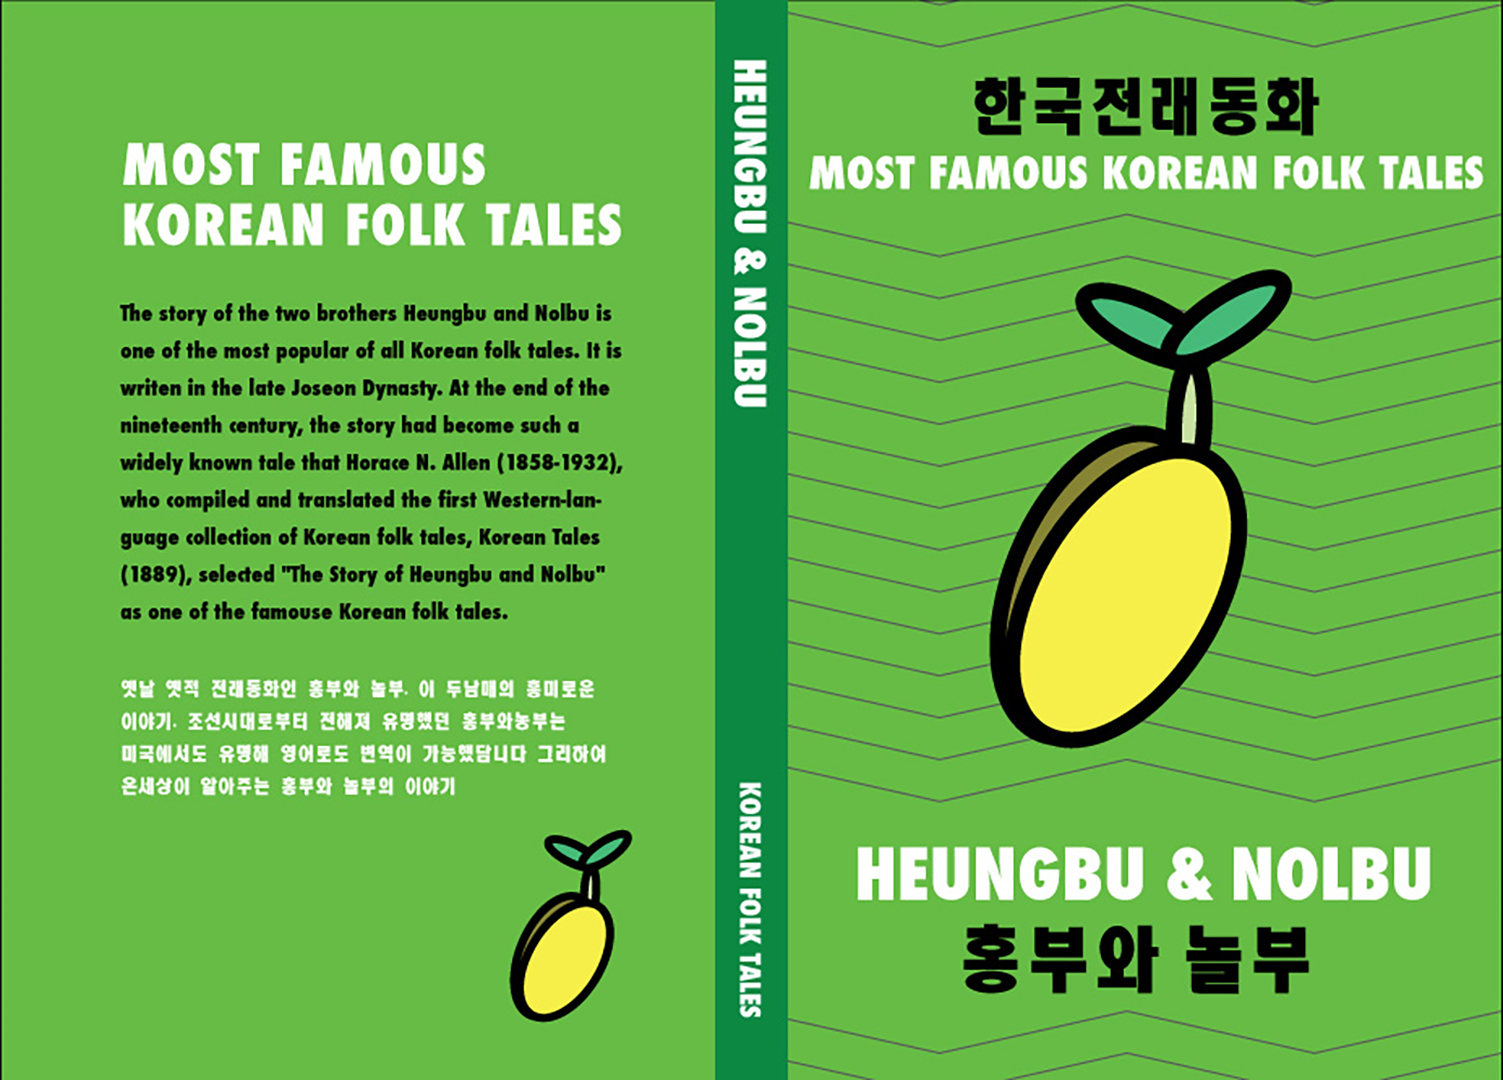 MOST FAMOUS
KOREAN FOLK TALES
The story of the two brothers Heungbu and Nolbu is
one of the most popular of all Korean folk tales. It is
writen in the late Joseon Dynasty. At the end of the
nineteenth century, the story had become such a
widely known tale that Horace N. Allen (1858-1932),
who compiled and translated the first Western-lan-
guage collection of Korean folk tales, Korean Tales
(1889), selected "The Story of Heungbu and Nolbu"
as one of the famouse Korean folk tales.
옛날 옛적 전래동화인 흥부와 놀부. 이 두남매의 흥미로운
이야기. 조선시대로부터 전해져 유명했던 흥부와농부는
미국에서도 유명해 영어로도 변역이 가능했답니다 그리하여
온세상이 알아주는 흥부와 놀부의 이야기
HEUNGBU & NOLBU
KOREAN FOLK TALES
한국전래동화
MOST FAMOUS KOREAN FOLK TALES
HEUNGBU & NOLBU
흥부와 놀부